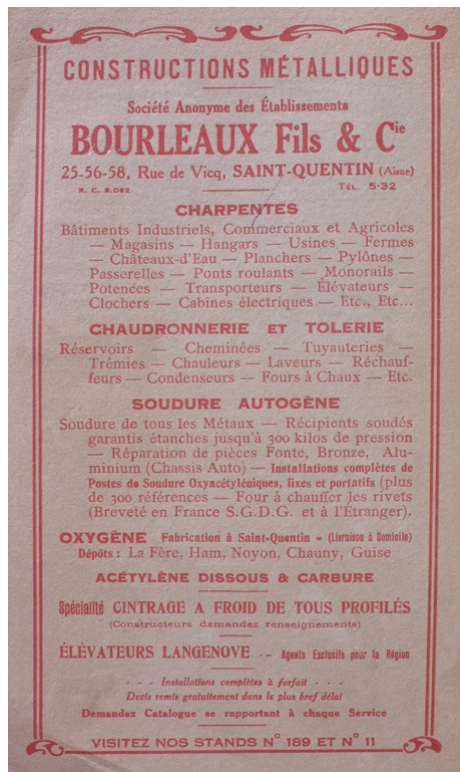 CONSTRUCTIONS MÉTALLIQUES
Société Anonyme des Établissements
BOURLEAUX Fils & Cie
25-56-58, Rue de Vicq, SAINT-QUENTIN (Aisne)
R. C. 8.062 TÉL. 5-32
CHARPENTES
Bâtiments Industriels, Commerciaux et Agricoles
— Magasins — Hangars — Usines — Fermes
— Châteaux-d'Eau — Planchers — Pylônes —
Passerelles — Ponts roulants — Monorails —
Potences — Transporteurs — Élévateurs —
Clochers — Cabines électriques — Etc., Etc...
CHAUDRONNERIE ET TOLERIE
Réservoirs — Cheminées — Tuyauteries —
Trémies — Chauleurs — Laveurs — Réchauf-
feurs — Condenseurs — Fours à Chaux — Etc.
SOUDURE AUTOGÈNE
Soudure de tous les Métaux — Récipients soudés
garantis étanches jusqu'à 300 kilos de pression
— Réparation de pièces Fonte, Bronze, Alu-
minium (Chassis Auto) — Installations complètes de
Postes de Soudure Oxyacétyléniques, fixes et portatifs (plus
de 300 références — Four à chauffer les rivets
(Breveté en France S.G.D.G. et à l'Étranger).
OXYGÈNE Fabrication à Saint-Quentin - (Livraison à Domicile)
Dépôts : La Fère, Ham, Noyon, Chauny, Guise
ACÉTYLÈNE DISSOUS & CARBURE
Spécialité CINTRAGE A FROID DE TOUS PROFILÉS
(Constructeurs demandez renseignements)
ÉLÉVATEURS LANGENOVE - - Agents Exclusifs pour la Région
- - - Installations complètes à forfait - - -
Devis remis gratuitement dans le plus bref délai
Demandez Catalogue se rapportant à chaque Service
VISITEZ NOS STANDS N° 189 ET N° 11